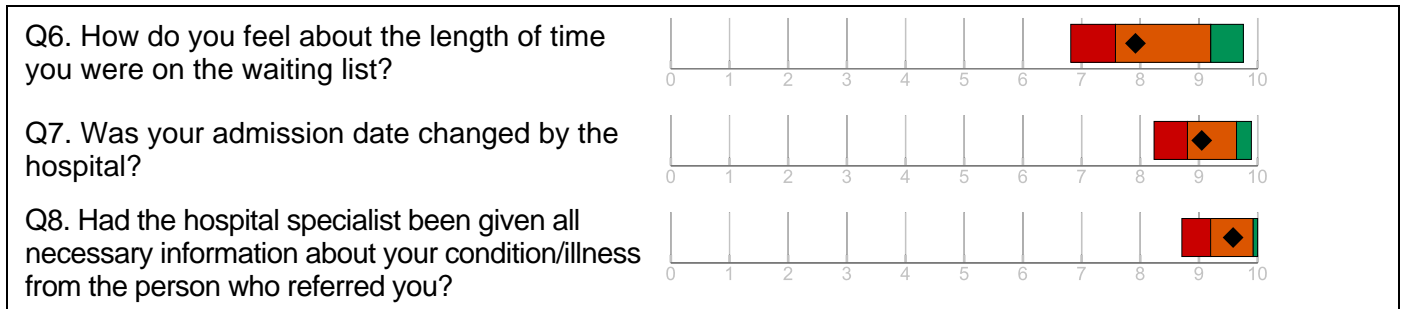 Q6. How do you feel about the length of time
you were on the waiting list?
0 1 2 3 4 5 6 7 8 9 10
Q7. Was your admission date changed by the
hospital?
0 1 2 3 4 5 6 7 8 9 10
Q8. Had the hospital specialist been given all
necessary information about your condition/illness
from the person who referred you?
0 1 2 3 4 5 6 7 8 9 10